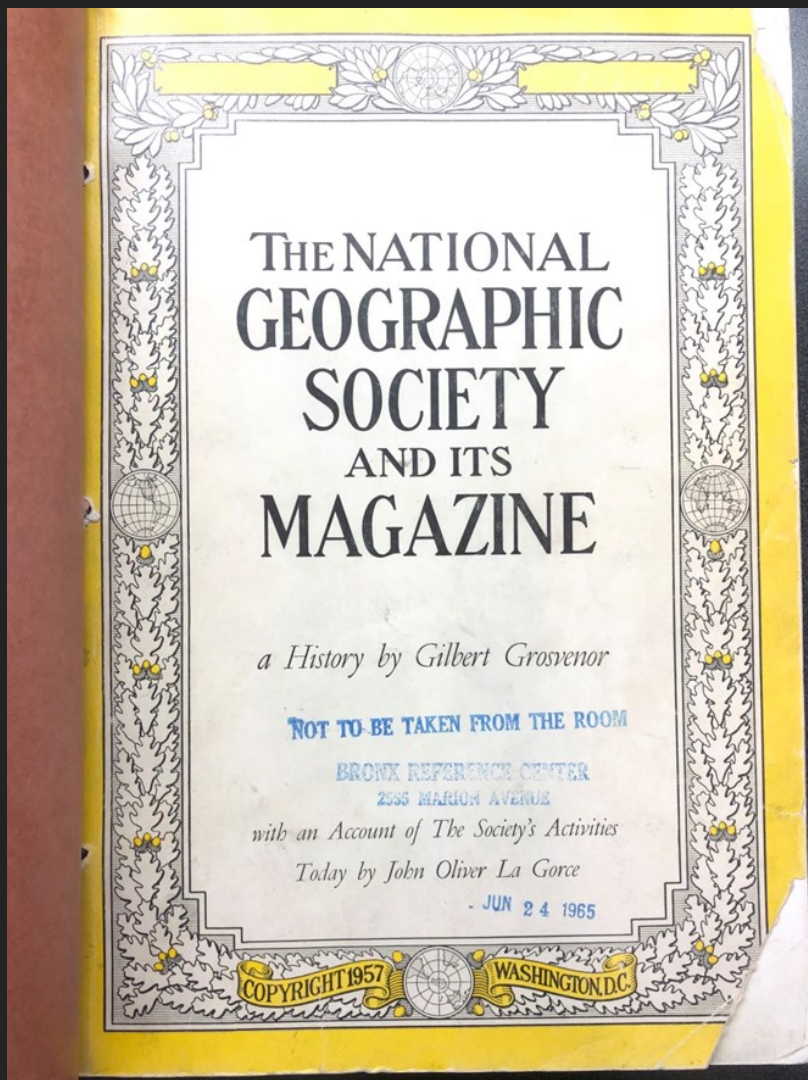 THE NATIONAL
GEOGRAPHIC
SOCIETY
AND ITS
MAGAZINE
a History by Gilbert Grosvenor
NOT TO BE TAKEN FROM THE ROOM
BRONX REFERENCE CENTER
2555 MARION AVENUE
with an Account of The Society's Activities
Today by John Oliver La Gorce
JUN 24 1965
COPYRIGHT 1957
WASHINGTON, D.C.